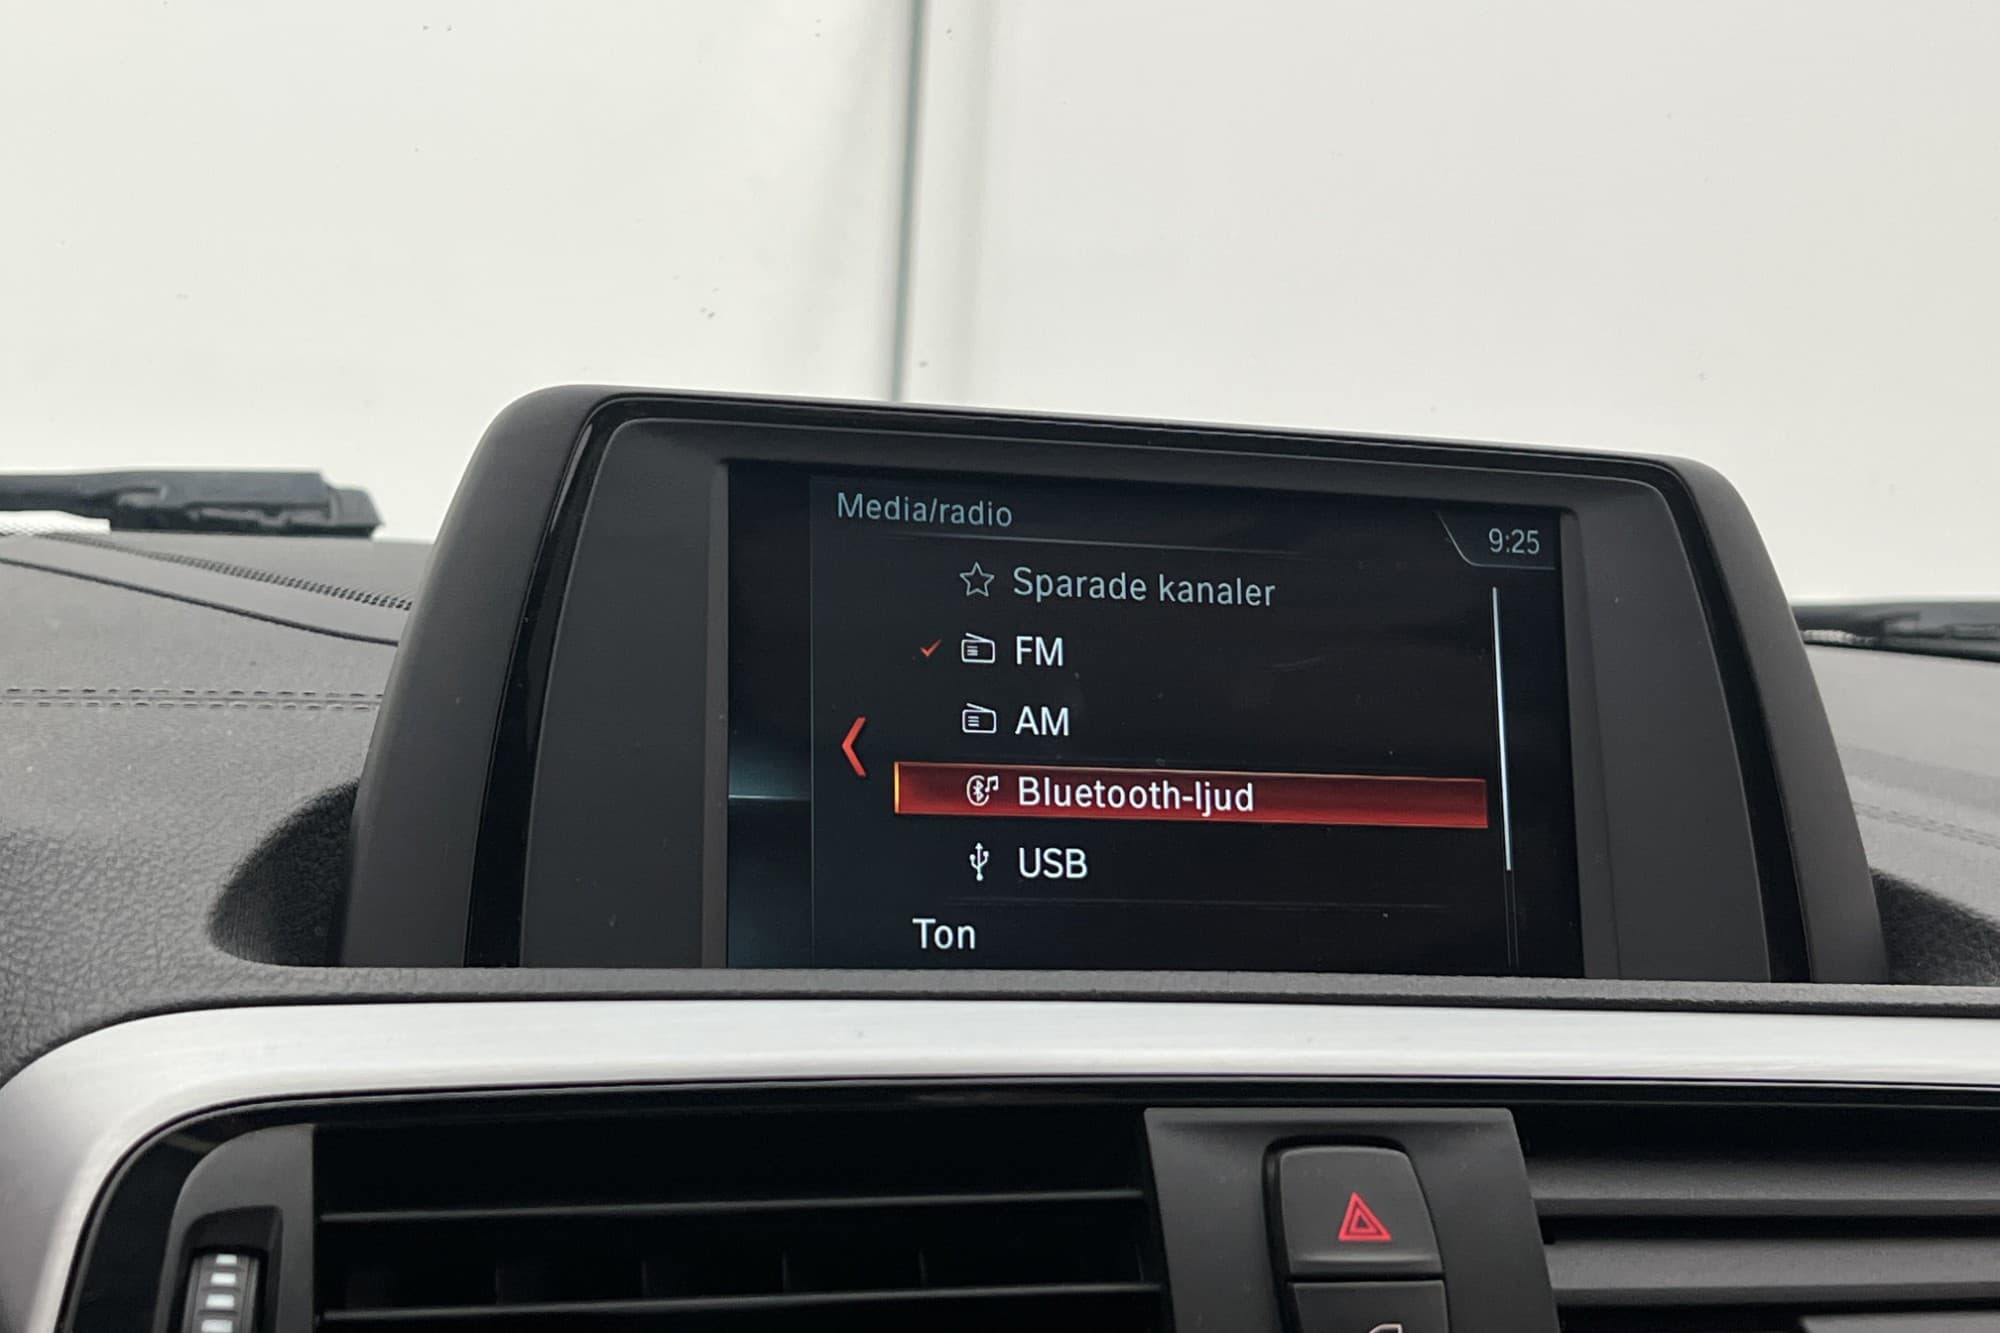 Media/radio
9:25
Sparade kanaler
FM
AM
Bluetooth-ljud
USB
Ton